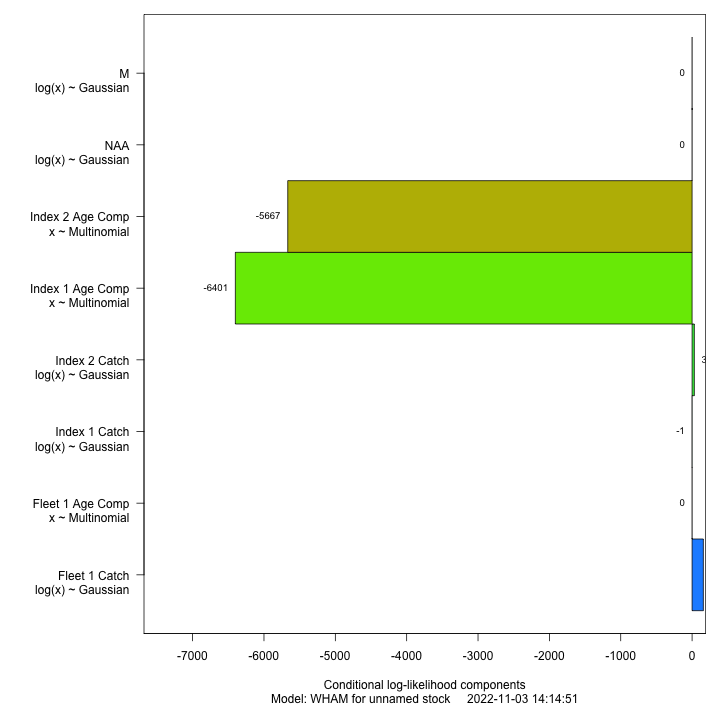 M
log(x) ~ Gaussian
0
NAA
log(x) ~ Gaussian
0
Index 2 Age Comp
x ~ Multinomial
-5667
Index 1 Age Comp
x ~ Multinomial
-6401
Index 2 Catch
log(x) ~ Gaussian
Index 1 Catch
log(x) ~ Gaussian
-1
Fleet 1 Age Comp
x ~ Multinomial
0
Fleet 1 Catch
log(x) ~ Gaussian
-7000 -6000 -5000 -4000 -3000 -2000 -1000 0
Conditional log-likelihood components
Model: WHAM for unnamed stock 2022-11-03 14:14:51